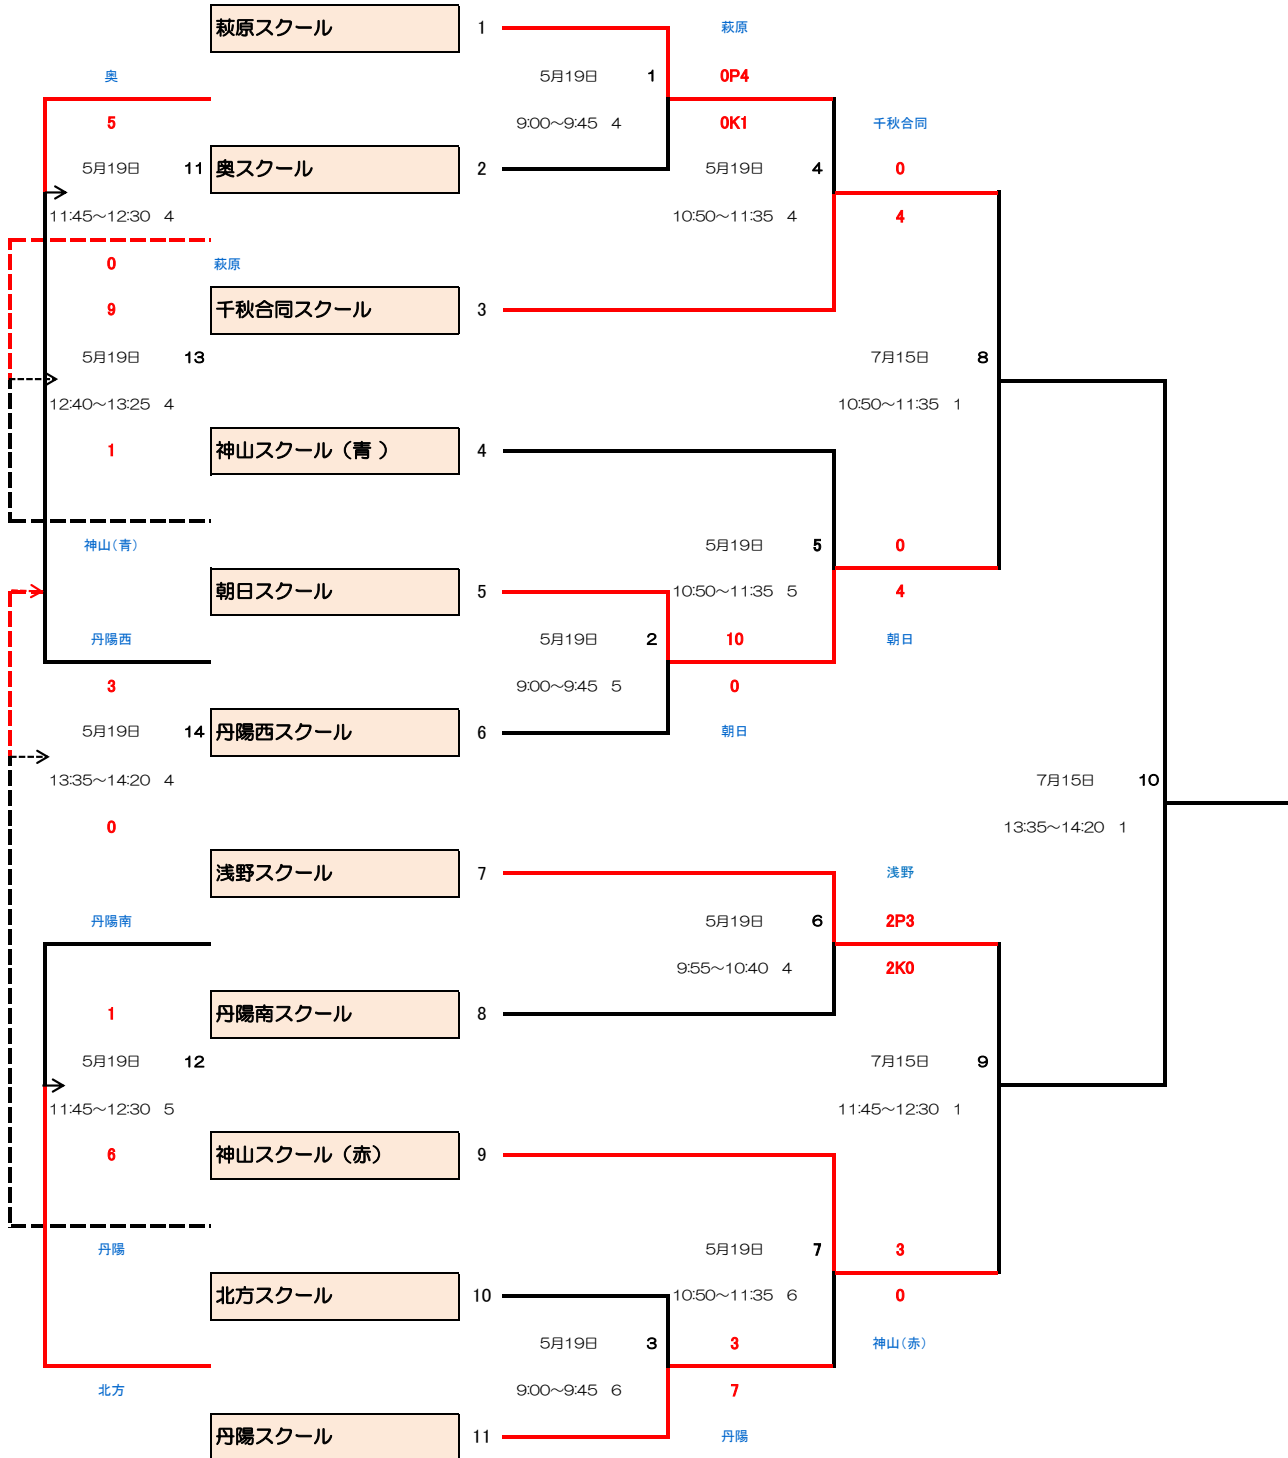 萩原スクール 1 萩原
奥 5月19日 1 0P4
5 9:00～9:45 4 0K1 千秋合同
5月19日 11 奥スクール 2 5月19日 4 0
11:45～12:30 4 10:50～11:35 4 4
0 萩原
9 千秋合同スクール 3
5月19日 13 7月15日 8
12:40～13:25 4 10:50～11:35 1
1 神山スクール（青 ） 4
神山（青） 5月19日 5 0
朝日スクール 5 10:50～11:35 5 4
丹陽西 5月19日 2 10 朝日
3 9:00～9:45 5 0
5月19日 14 丹陽西スクール 6 朝日
13:35～14:20 4 7月15日 10
0 13:35～14:20 1
浅野スクール 7 浅野
丹陽南 5月19日 6 2P3
9:55～10:40 4 2K0
1 丹陽南スクール 8
5月19日 12 7月15日 9
11:45～12:30 5 11:45～12:30 1
6 神山スクール（赤） 9
丹陽 5月19日 7 3
北方スクール 10 10:50～11:35 6 0
5月19日 3 3 神山（赤）
北方 9:00～9:45 6 7
丹陽スクール 11 丹陽